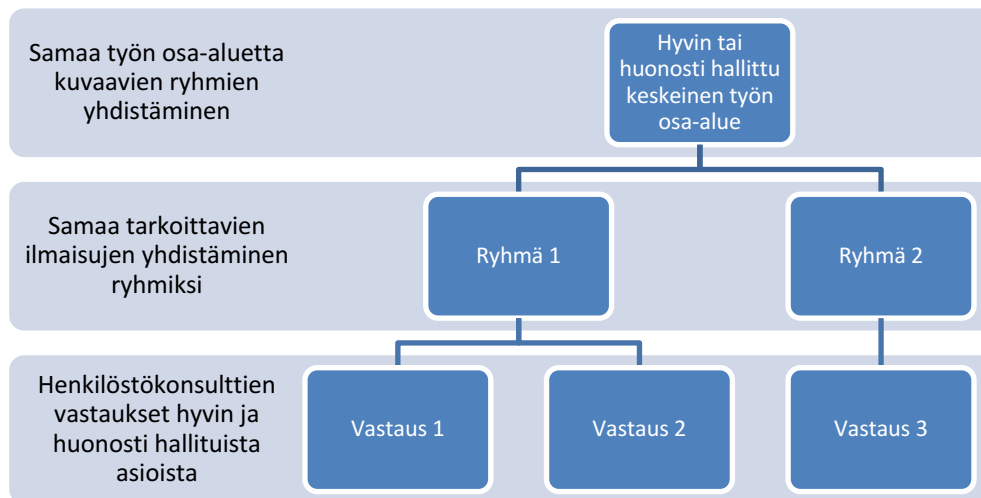 Samaa työn osa-aluetta
kuvaavien ryhmien
yhdistäminen
Hyvin tai
huonosti hallittu
keskeinen työn
osa-alue
Samaa tarkoittavien
ilmaisujen yhdistäminen
ryhmiksi
Ryhmä 1
Ryhmä 2
Henkilöstökonsulttien
vastaukset hyvin ja
huonosti hallituista
asioista
Vastaus 1
Vastaus 2
Vastaus 3